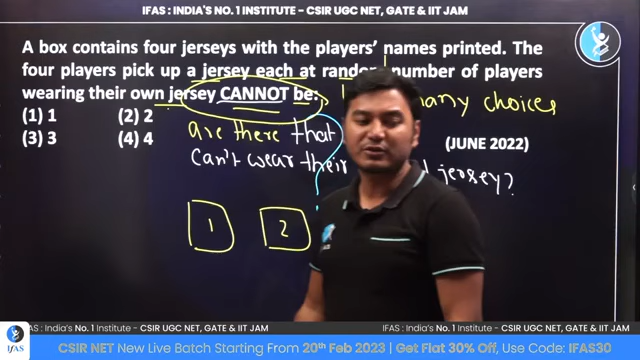 IFAS: INDIA'S NO. 1 INSTITUTE - CSIR UGC NET, GATE & IIT JAM
A box contains four jerseys with the players' names printed. The
four players pick up a jersey each at number of players
wearing their own jersey CANNOT be: many choices
(1) 1 (2) 2 are there that
(3) 3 (4) 4 can't wear their jersey?
(JUNE 2022)
1 2
IFAS : India's No. 1 Institute - CSIR UGC NET, GATE & IIT JAM IFAS: India's No. 1 Institute - CSIR UGC NET, GATE & IIT JAM
IFAS
CSIR NET New Live Batch Starting From 20th Feb 2023 | Get Flat 30% Off, Use Code: IFAS30